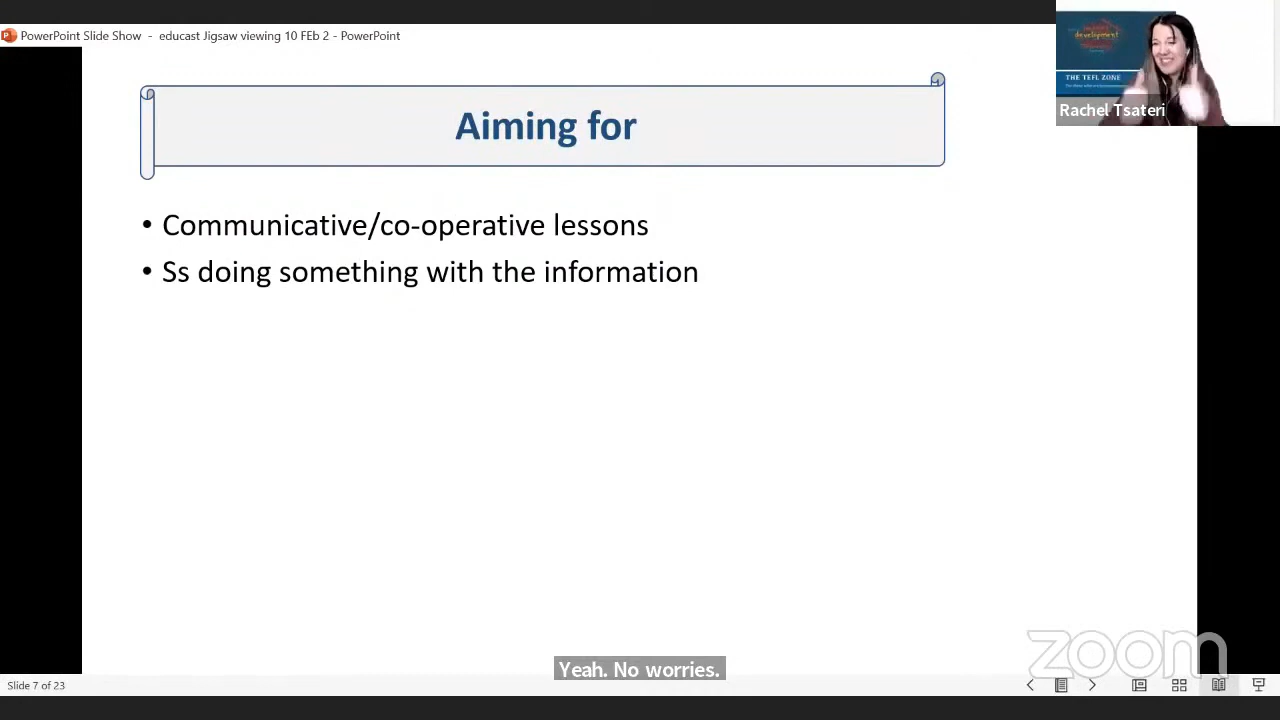 PowerPoint Slide Show - educast Jigsaw viewing 10 FEb 2 - PowerPoint
development
THE TEFL ZONE
Rachel Tsateri
Aiming for
• Communicative/co-operative lessons
• Ss doing something with the information
Yeah. No worries.
zoom
Slide 7 of 23